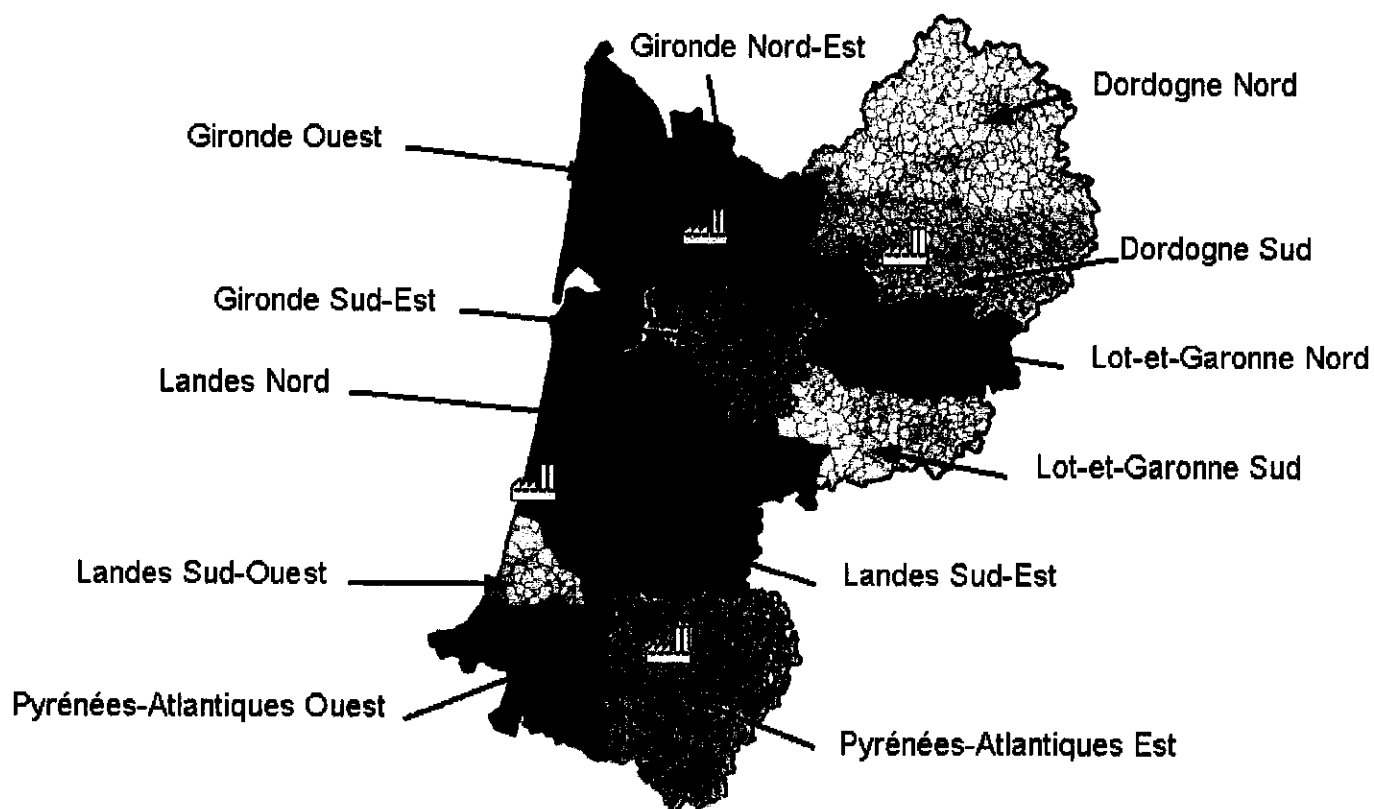 Gironde Nord-Est
Dordogne Nord
Gironde Ouest
Dordogne Sud
Gironde Sud-Est
Lot-et-Garonne Nord
Landes Nord
Lot-et-Garonne Sud
Landes Sud-Ouest
Landes Sud-Est
Pyrénées-Atlantiques Ouest
Pyrénées-Atlantiques Est